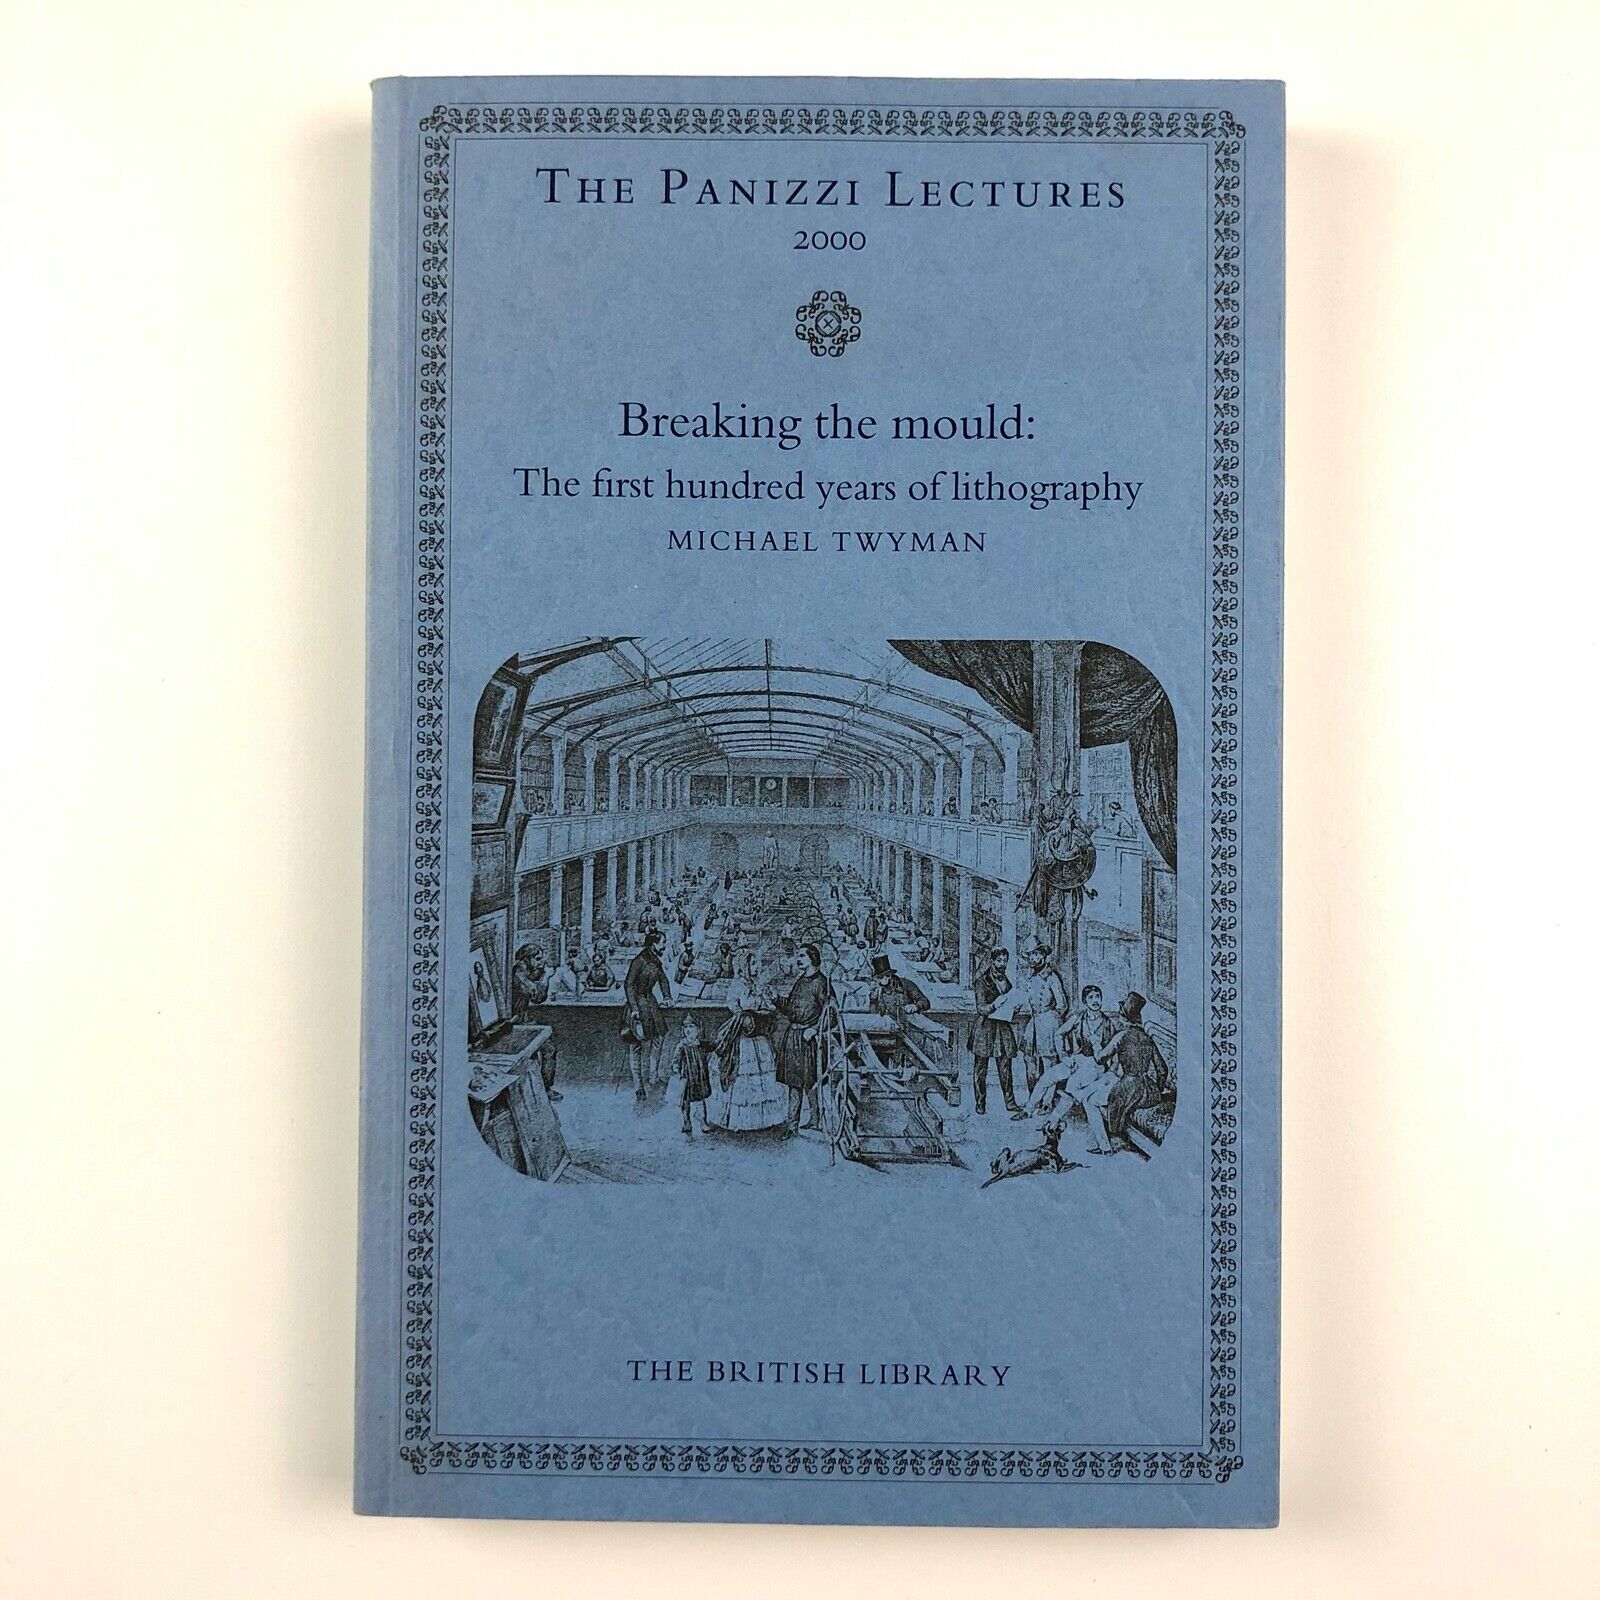 THE PANIZZI LECTURES
2000
Breaking the mould:
The first hundred years of lithography
MICHAEL TWYMAN
THE BRITISH LIBRARY